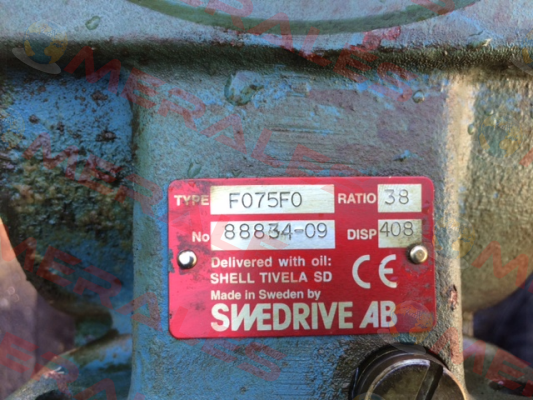 TYPE F075F0 RATIO 38
No 88834-09 DISP 408
Delivered with oil:
SHELL TIVELA SD
CE
Made in Sweden by
SWEDRIVE AB